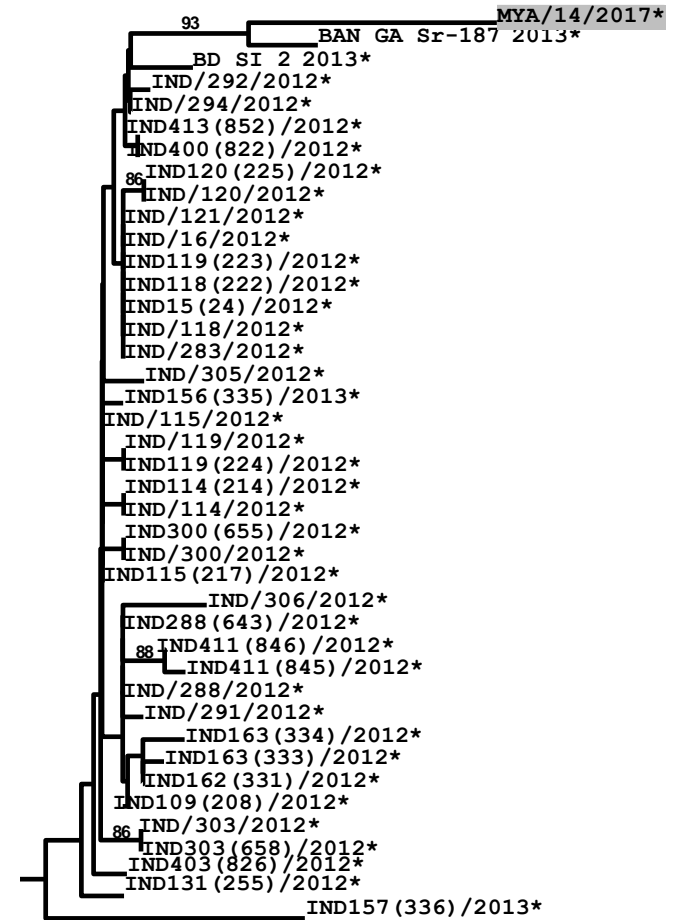 MYA/14/2017*
93
BAN GA Sr-187 2013*
BD SI 2 2013*
IND/292/2012*
IND/294/2012*
IND413(852)/2012*
IND400(822)/2012*
IND120(225)/2012*
86
IND/120/2012*
IND/121/2012*
IND/16/2012*
IND119(223)/2012*
IND118(222)/2012*
IND15(24)/2012*
IND/118/2012*
IND/283/2012*
IND/305/2012*
IND156(335)/2013*
IND/115/2012*
IND/119/2012*
IND119(224)/2012*
IND114(214)/2012*
IND/114/2012*
IND300(655)/2012*
IND/300/2012*
IND115(217)/2012*
IND/306/2012*
IND288(643)/2012*
IND411(846)/2012*
88
IND411(845)/2012*
IND/288/2012*
IND/291/2012*
IND163(334)/2012*
IND163(333)/2012*
IND162(331)/2012*
IND109(208)/2012*
IND/303/2012*
86
IND303(658)/2012*
IND403(826)/2012*
IND131(255)/2012*
IND157(336)/2013*